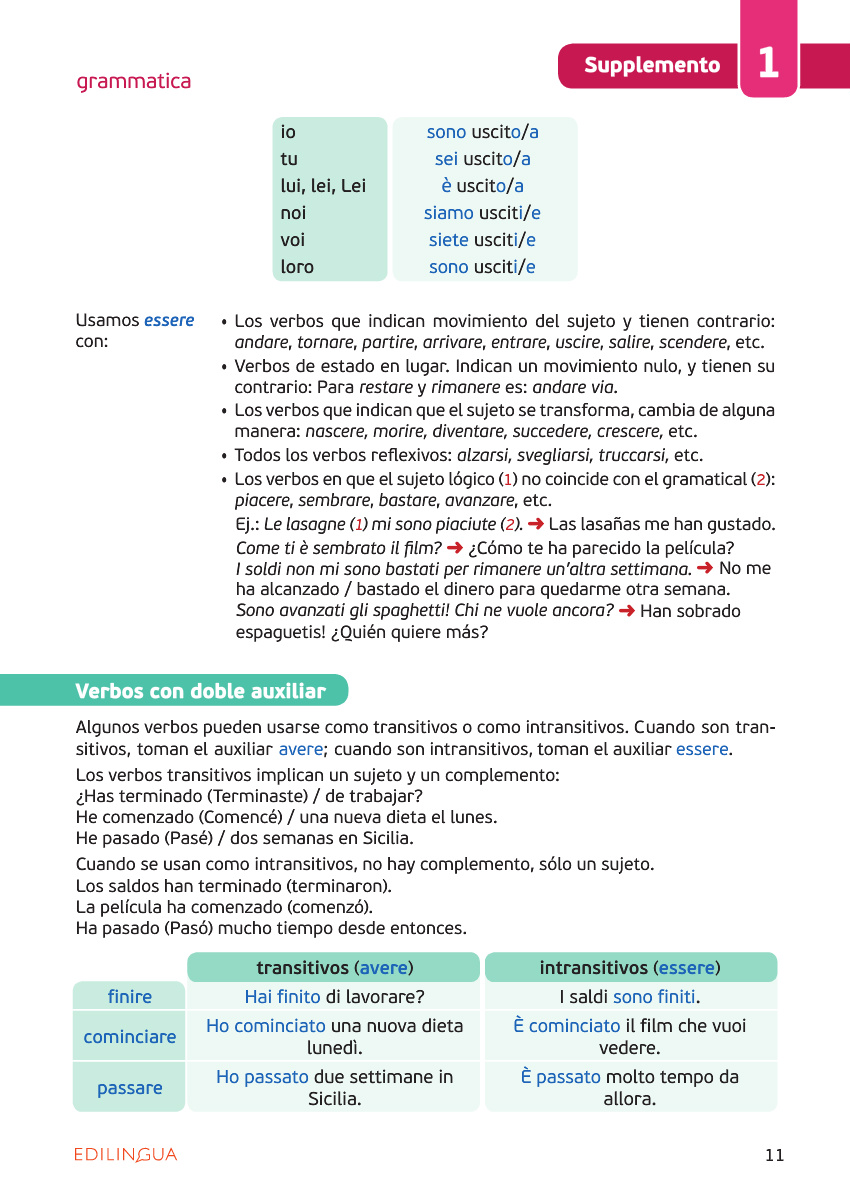 grammatica
Supplemento 1
io sono uscito/a
tu sei uscito/a
lui, lei, Lei è uscito/a
noi siamo usciti/e
voi siete usciti/e
loro sono usciti/e
Usamos essere
con:
• Los verbos que indican movimiento del sujeto y tienen contrario:
andare, tornare, partire, arrivare, entrare, uscire, salire, scendere, etc.
• Verbos de estado en lugar. Indican un movimiento nulo, y tienen su
contrario: Para restare y rimanere es: andare via.
• Los verbos que indican que el sujeto se transforma, cambia de alguna
manera: nascere, morire, diventare, succedere, crescere, etc.
• Todos los verbos reflexivos: alzarsi, svegliarsi, truccarsi, etc.
• Los verbos en que el sujeto lógico (1) no coincide con el gramatical (2):
piacere, sembrare, bastare, avanzare, etc.
Ej.: Le lasagne (1) mi sono piaciute (2). ➜ Las lasañas me han gustado.
Come ti è sembrato il film? ➜ ¿Cómo te ha parecido la película?
I soldi non mi sono bastati per rimanere un'altra settimana. ➜ No me
ha alcanzado / bastado el dinero para quedarme otra semana.
Sono avanzati gli spaghetti! Chi ne vuole ancora? ➜ Han sobrado
espaguetis! ¿Quién quiere más?
Verbos con doble auxiliar
Algunos verbos pueden usarse como transitivos o como intransitivos. Cuando son tran-
sitivos, toman el auxiliar avere; cuando son intransitivos, toman el auxiliar essere.
Los verbos transitivos implican un sujeto y un complemento:
¿Has terminado (Terminaste) / de trabajar?
He comenzado (Comencé) / una nueva dieta el lunes.
He pasado (Pasé) / dos semanas en Sicilia.
Cuando se usan como intransitivos, no hay complemento, sólo un sujeto.
Los saldos han terminado (terminaron).
La película ha comenzado (comenzó).
Ha pasado (Pasó) mucho tiempo desde entonces.
transitivos (avere) intransitivos (essere)
finire Hai finito di lavorare? I saldi sono finiti.
cominciare
Ho cominciato una nuova dieta
lunedì.
È cominciato il film che vuoi
vedere.
passare
Ho passato due settimane in
Sicilia.
È passato molto tempo da
allora.
EDILINGUA
11